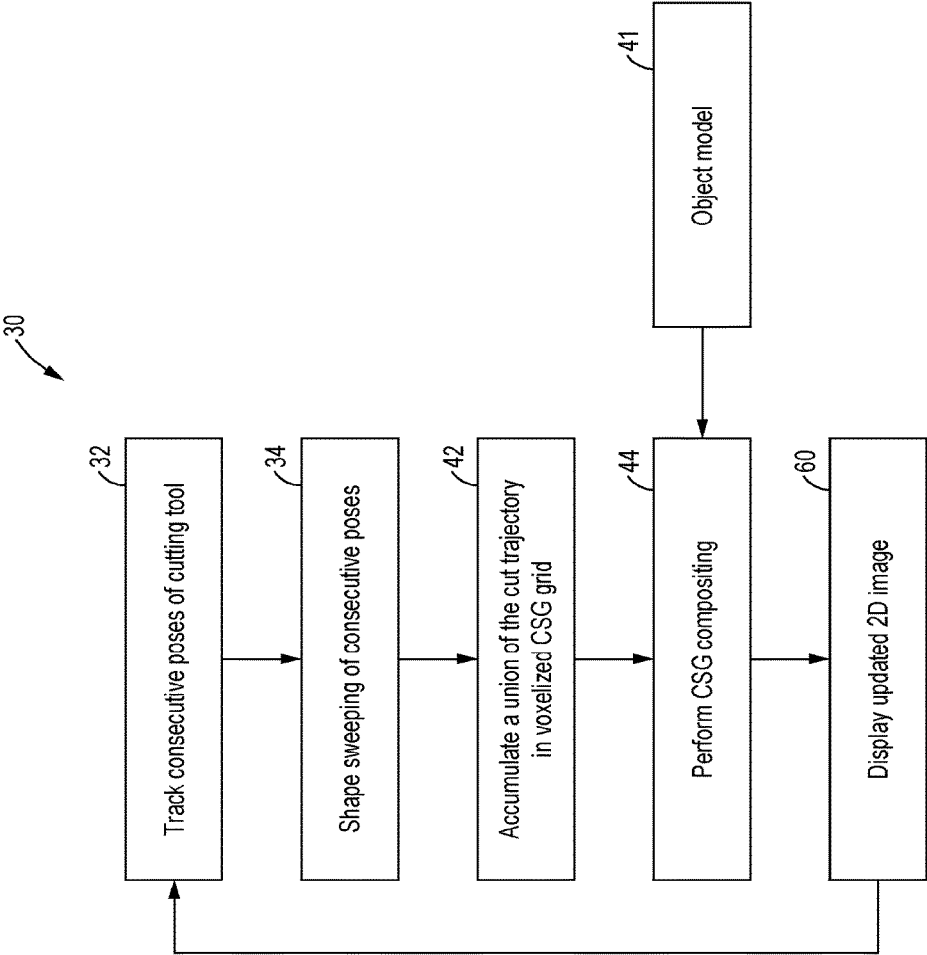 30
32
Track consecutive poses of cutting tool
34
Shape sweeping of consecutive poses
42
Accumulate a union of the cut trajectory
in voxelized CSG grid
44
Perform CSG compositing
41
Object model
60
Display updated 2D image